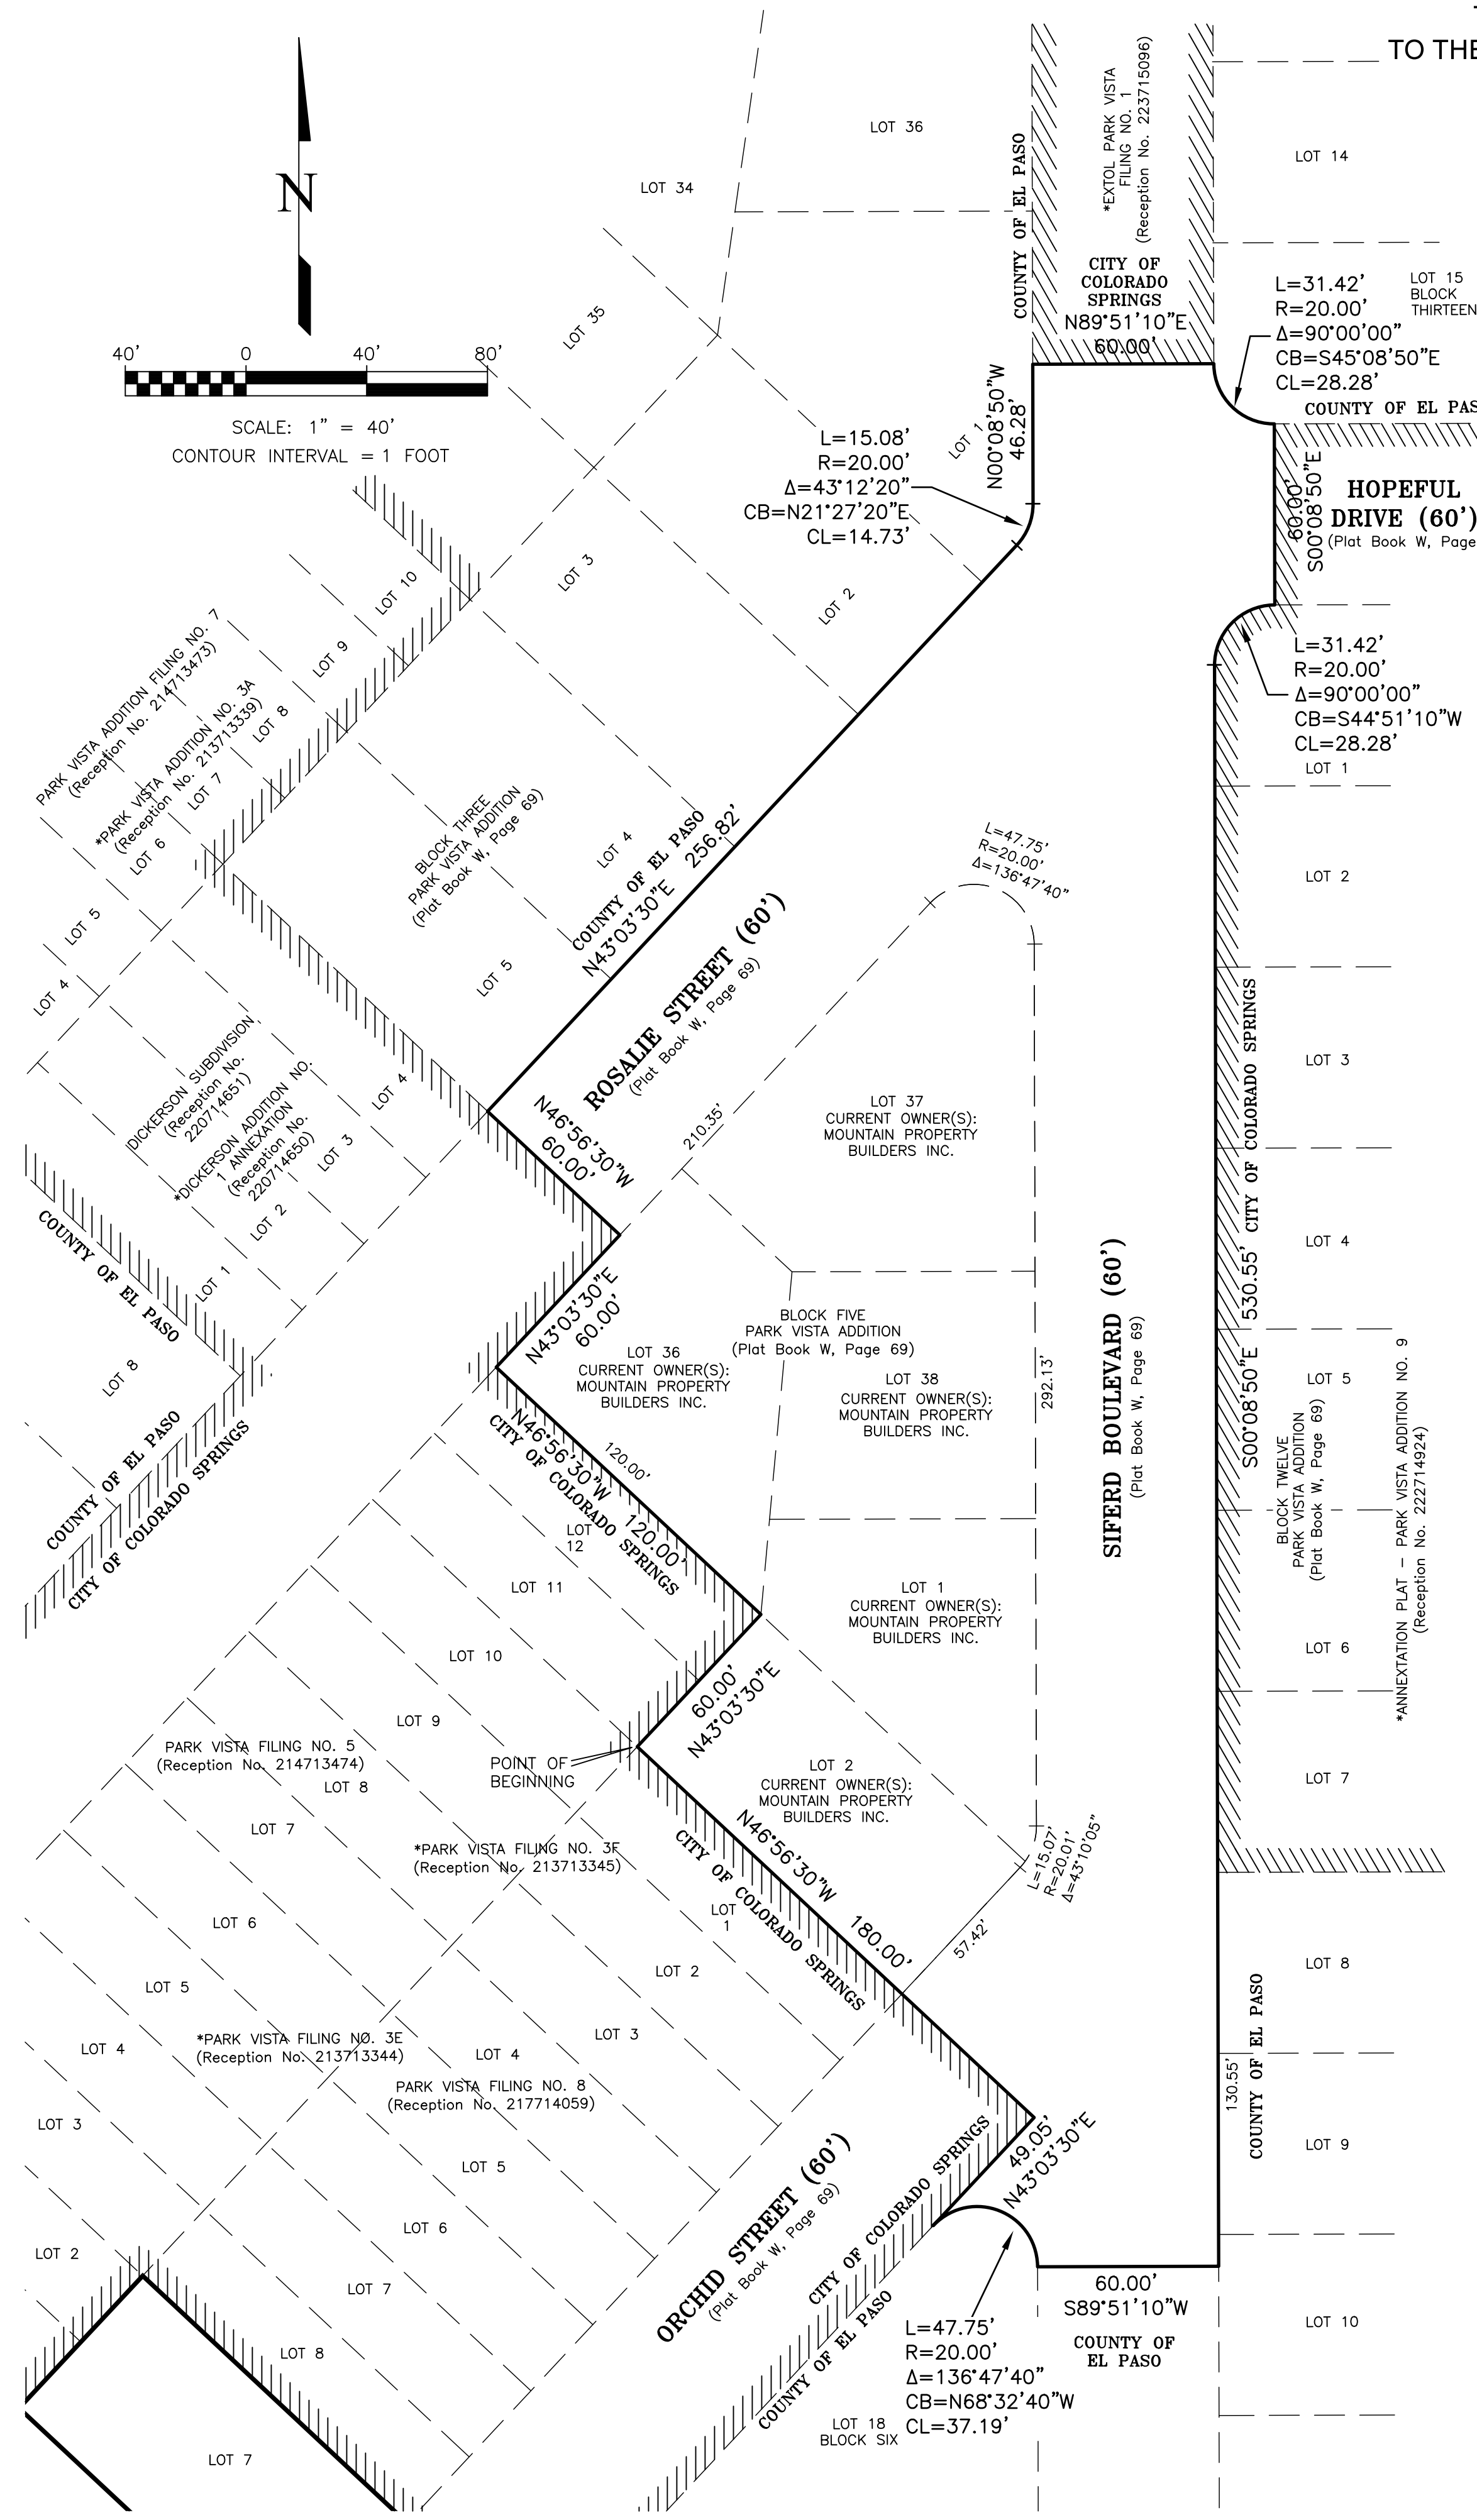 TO THE
N
40'
0
40'
80'
SCALE: 1" = 40'
CONTOUR INTERVAL = 1 FOOT
LOT 34
LOT 36
LOT 35
COUNTY OF EL PASO
*EXTOL PARK VISTA
FILING NO. 1
(Reception No. 223715096)
CITY OF
COLORADO
SPRINGS
N89°51'10"E
60.00'
LOT 14
LOT 15
BLOCK
THIRTEEN
L=31.42'
R=20.00'
Δ=90°00'00"
CB=S45°08'50"E
CL=28.28'
COUNTY OF EL PAS
HOPEFUL
DRIVE (60')
(Plat Book W, Page
60.00'
S00°08'50"E
L=31.42'
R=20.00'
Δ=90°00'00"
CB=S44°51'10"W
CL=28.28'
LOT 1
N00°08'50"W
46.28'
L=15.08'
R=20.00'
Δ=43°12'20"
CB=N21°27'20"E
CL=14.73'
LOT 1
LOT 2
LOT 3
LOT 4
LOT 5
BLOCK THREE
PARK VISTA ADDITION
(Plat Book W, Page 69)
COUNTY OF EL PASO
N43°03'30"E
256.82'
LOT 10
LOT 9
LOT 8
LOT 7
LOT 6
LOT 5
LOT 4
PARK VISTA ADDITION FILING NO. 7
(Reception No. 214713473)
*PARK VISTA ADDITION NO. 3A
(Reception No. 213713339)
L=47.75'
R=20.00'
Δ=136°47'40"
ROSALIE STREET (60')
(Plat Book W, Page 69)
210.35'
N46°56'30"W
60.00'
DICKERSON SUBDIVISION
(Reception No.
220714651)
*DICKERSON ADDITION NO.
1 ANNEXATION
(Reception No.
220714650)
LOT 4
LOT 3
LOT 2
LOT 1
COUNTY OF EL PASO
LOT 8
COUNTY OF EL PASO
CITY OF COLORADO SPRINGS
N43°03'30"E
60.00'
LOT 37
CURRENT OWNER(S):
MOUNTAIN PROPERTY
BUILDERS INC.
BLOCK FIVE
PARK VISTA ADDITION
(Plat Book W, Page 69)
LOT 36
CURRENT OWNER(S):
MOUNTAIN PROPERTY
BUILDERS INC.
LOT 38
CURRENT OWNER(S):
MOUNTAIN PROPERTY
BUILDERS INC.
292.13'
SIFERD BOULEVARD (60')
(Plat Book W, Page 69)
CITY OF COLORADO SPRINGS
530.55'
S00°08'50"E
LOT 2
LOT 3
LOT 4
LOT 5
BLOCK TWELVE
PARK VISTA ADDITION
(Plat Book W, Page 69)
*ANNEXTATION PLAT – PARK VISTA ADDITION NO. 9
(Reception No. 222714924)
LOT 6
LOT 7
120.00'
N46°56'30"W
120.00'
CITY OF COLORADO SPRINGS
LOT
12
LOT 11
LOT 10
LOT 9
LOT 8
LOT 7
LOT 6
LOT 5
LOT 4
LOT 3
LOT 2
LOT 1
CURRENT OWNER(S):
MOUNTAIN PROPERTY
BUILDERS INC.
60.00'
N43°03'30"E
POINT OF
BEGINNING
LOT 2
CURRENT OWNER(S):
MOUNTAIN PROPERTY
BUILDERS INC.
PARK VISTA FILING NO. 5
(Reception No. 214713474)
*PARK VISTA FILING NO. 3F
(Reception No. 213713345)
N46°56'30"W
180.00'
CITY OF COLORADO SPRINGS
L=15.07'
R=20.01'
Δ=43°10'05"
57.42'
LOT
1
LOT 2
LOT 3
LOT 4
LOT 5
LOT 6
LOT 7
LOT 8
*PARK VISTA FILING NO. 3E
(Reception No. 213713344)
PARK VISTA FILING NO. 8
(Reception No. 217714059)
LOT 8
LOT 9
LOT 10
130.55'
COUNTY OF EL PASO
49.05'
N43°03'30"E
ORCHID STREET (60')
(Plat Book W, Page 69)
CITY OF COLORADO SPRINGS
COUNTY OF EL PASO
60.00'
S89°51'10"W
COUNTY OF
EL PASO
L=47.75'
R=20.00'
Δ=136°47'40"
CB=N68°32'40"W
CL=37.19'
LOT 18
BLOCK SIX
LOT 7